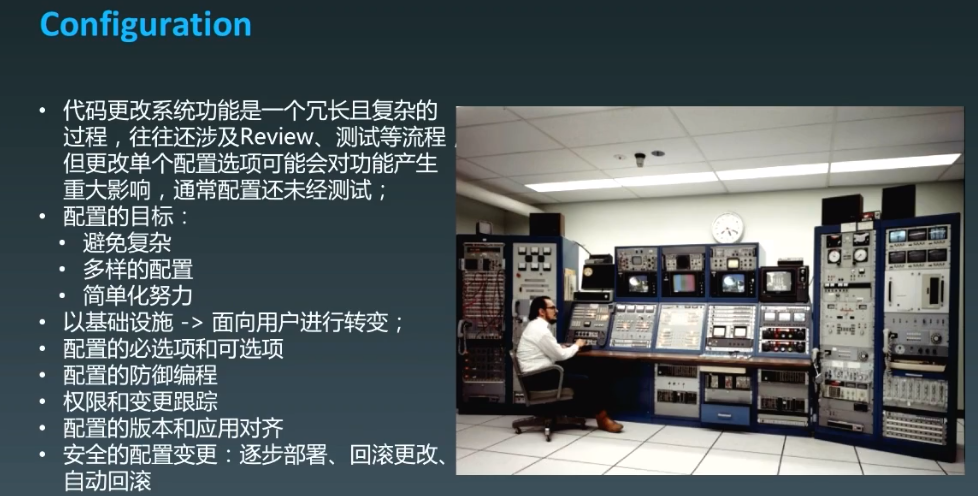 Configuration
• 代码更改系统功能是一个冗长且复杂的
过程，往往还涉及Review、测试等流程，
但更改单个配置选项可能会对功能产生
重大影响，通常配置还未经测试；
• 配置的目标：
• 避免复杂
• 多样的配置
• 简单化努力
• 以基础设施 -> 面向用户进行转变；
• 配置的必选项和可选项
• 配置的防御编程
• 权限和变更跟踪
• 配置的版本和应用对齐
• 安全的配置变更：逐步部署、回滚更改、
自动回滚